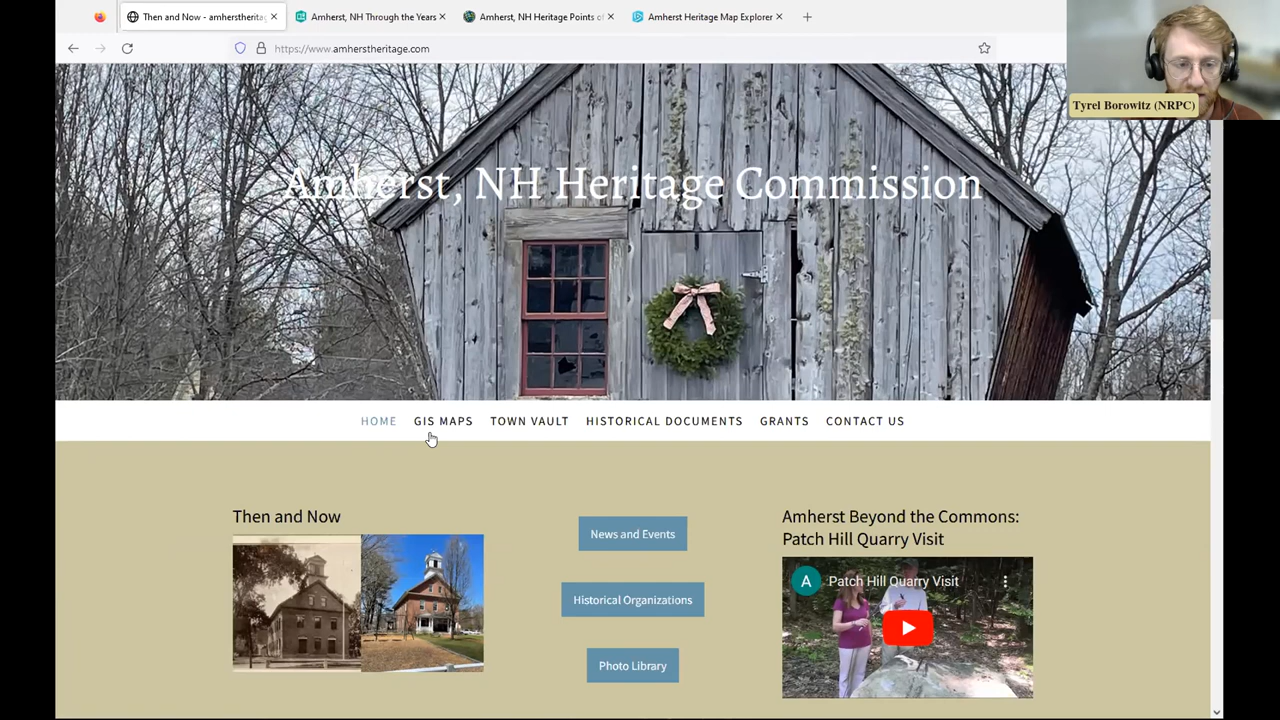 Then and Now - amherstheritag
Amherst, NH Through the Years
Amherst, NH Heritage Points of
Amherst Heritage Map Explorer
https://www.amherstheritage.com
Tyrel Borowitz (NRPC)
Amherst, NH Heritage Commission
HOME GIS MAPS TOWN VAULT HISTORICAL DOCUMENTS GRANTS CONTACT US
Then and Now
News and Events
Historical Organizations
Photo Library
Amherst Beyond the Commons:
Patch Hill Quarry Visit
A Patch Hill Quarry Visit